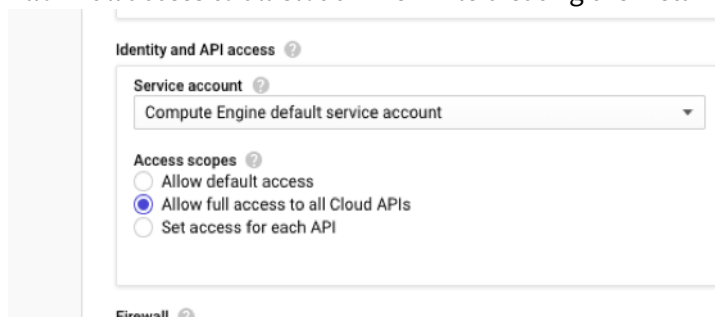 Identity and API access
Service account
Compute Engine default service account
Access scopes
Allow default access
Allow full access to all Cloud APIs
Set access for each API
Firewall